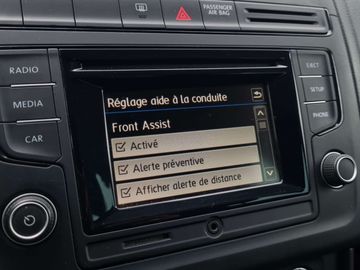 PASSENGER
AIR BAG
RADIO
MEDIA
CAR
EJECT
SETUP
PHONE
Réglage aide à la conduite
Front Assist
Activé
Alerte préventive
Afficher alerte de distance